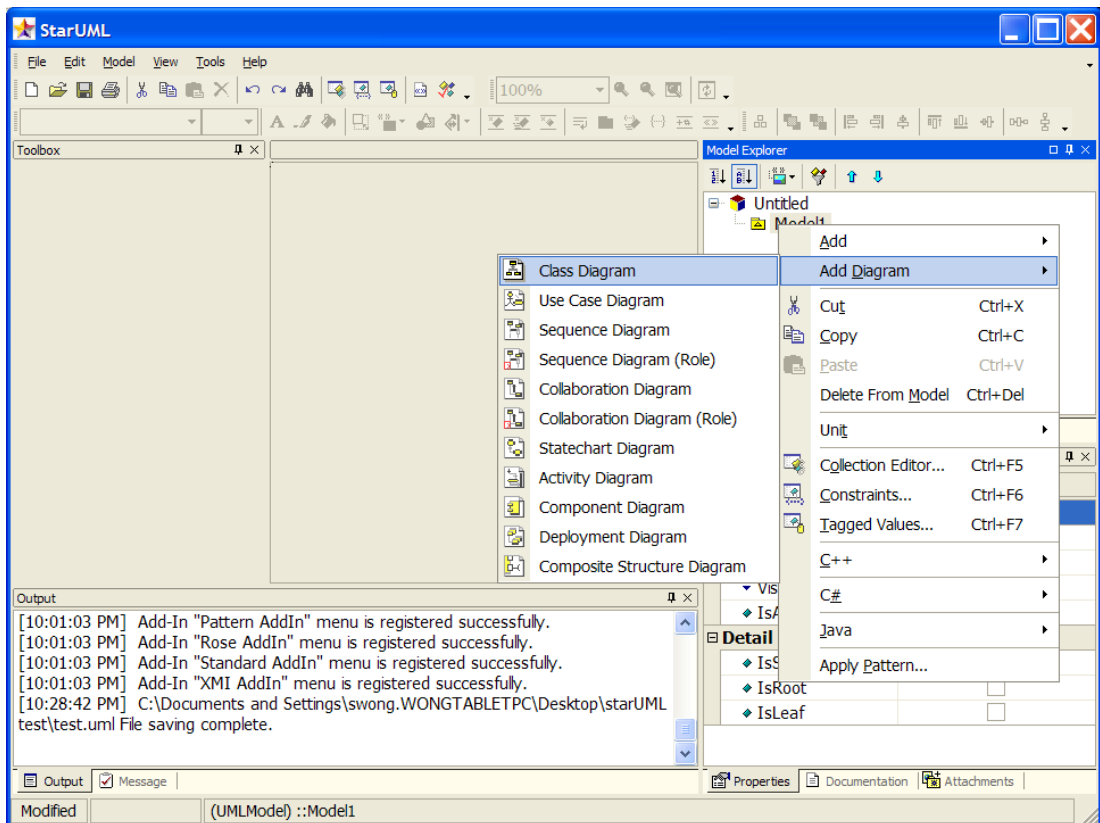 StarUML
File Edit Model View Tools Help
100%
Toolbox
Model Explorer
Untitled
Model1
Add
Add Diagram
Cut Ctrl+X
Copy Ctrl+C
Paste Ctrl+V
Delete From Model Ctrl+Del
Unit
Collection Editor... Ctrl+F5
Constraints... Ctrl+F6
Tagged Values... Ctrl+F7
C++
C#
Java
Apply Pattern...
Class Diagram
Use Case Diagram
Sequence Diagram
Sequence Diagram (Role)
Collaboration Diagram
Collaboration Diagram (Role)
Statechart Diagram
Activity Diagram
Component Diagram
Deployment Diagram
Composite Structure Diagram
Vis
IsA
Detail
IsS
IsRoot
IsLeaf
Output
[10:01:03 PM] Add-In "Pattern AddIn" menu is registered successfully.
[10:01:03 PM] Add-In "Rose AddIn" menu is registered successfully.
[10:01:03 PM] Add-In "Standard AddIn" menu is registered successfully.
[10:01:03 PM] Add-In "XMI AddIn" menu is registered successfully.
[10:28:42 PM] C:\Documents and Settings\swong.WONGTABLETPC\Desktop\starUML
test\test.uml File saving complete.
Output Message
Properties Documentation Attachments
Modified (UMLModel) ::Model1